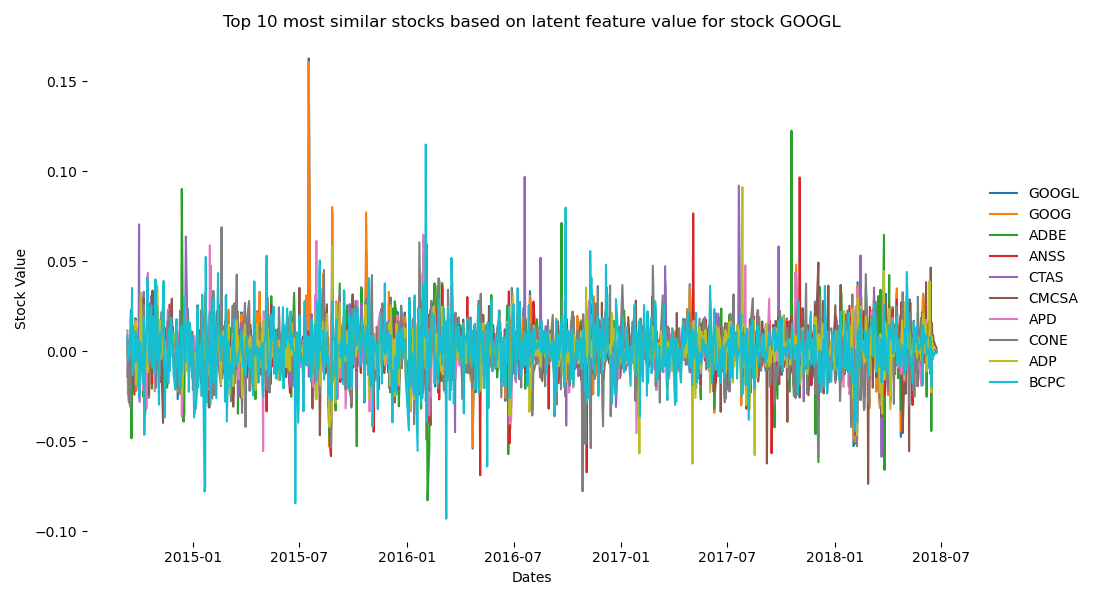 Top 10 most similar stocks based on latent feature value for stock GOOGL
Stock Value
0.15
0.10
0.05
0.00
−0.05
−0.10
2015-01
2015-07
2016-01
2016-07
2017-01
2017-07
2018-01
2018-07
Dates
GOOGL
GOOG
ADBE
ANSS
CTAS
CMCSA
APD
CONE
ADP
BCPC